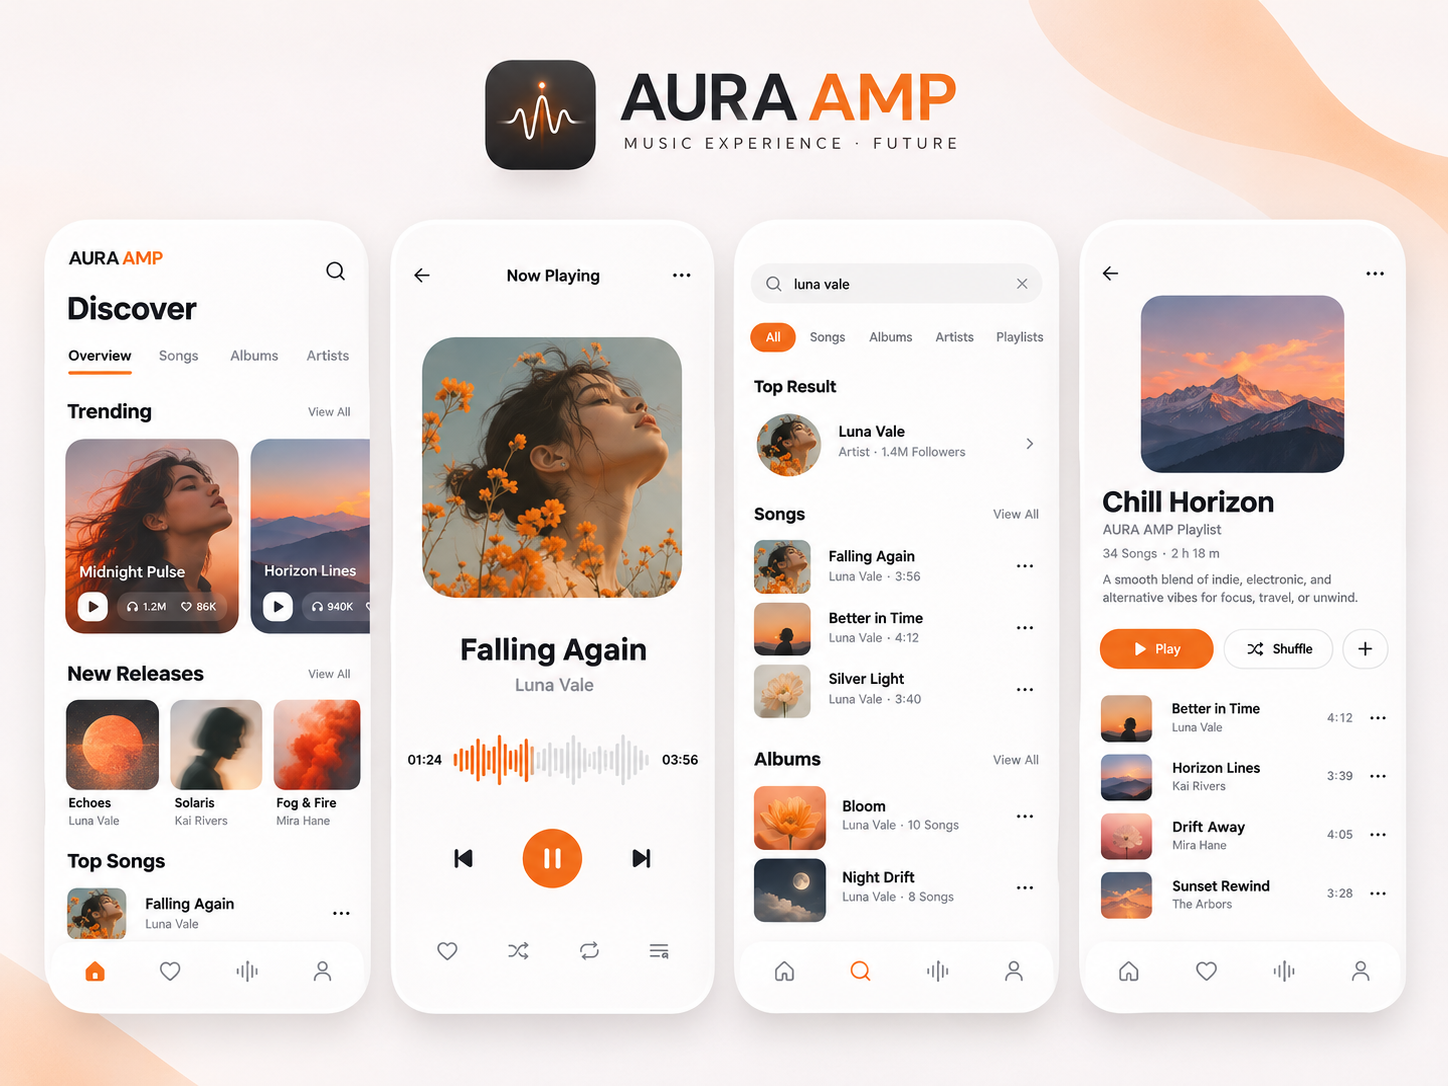 AURA AMP
MUSIC EXPERIENCE · FUTURE
AURA AMP
Discover
Overview
Songs
Albums
Artists
Trending
View All
Midnight Pulse
1.2M
86K
Horizon Lines
940K
New Releases
View All
Echoes
Luna Vale
Solaris
Kai Rivers
Fog & Fire
Mira Hane
Top Songs
Falling Again
Luna Vale
Now Playing
Falling Again
Luna Vale
01:24
03:56
luna vale
All
Songs
Albums
Artists
Playlists
Top Result
Luna Vale
Artist · 1.4M Followers
Songs
View All
Falling Again
Luna Vale · 3:56
Better in Time
Luna Vale · 4:12
Silver Light
Luna Vale · 3:40
Albums
View All
Bloom
Luna Vale · 10 Songs
Night Drift
Luna Vale · 8 Songs
Chill Horizon
AURA AMP Playlist
34 Songs · 2 h 18 m
A smooth blend of indie, electronic, and
alternative vibes for focus, travel, or unwind.
Play
Shuffle
Better in Time
Luna Vale
4:12
Horizon Lines
Kai Rivers
3:39
Drift Away
Mira Hane
4:05
Sunset Rewind
The Arbors
3:28